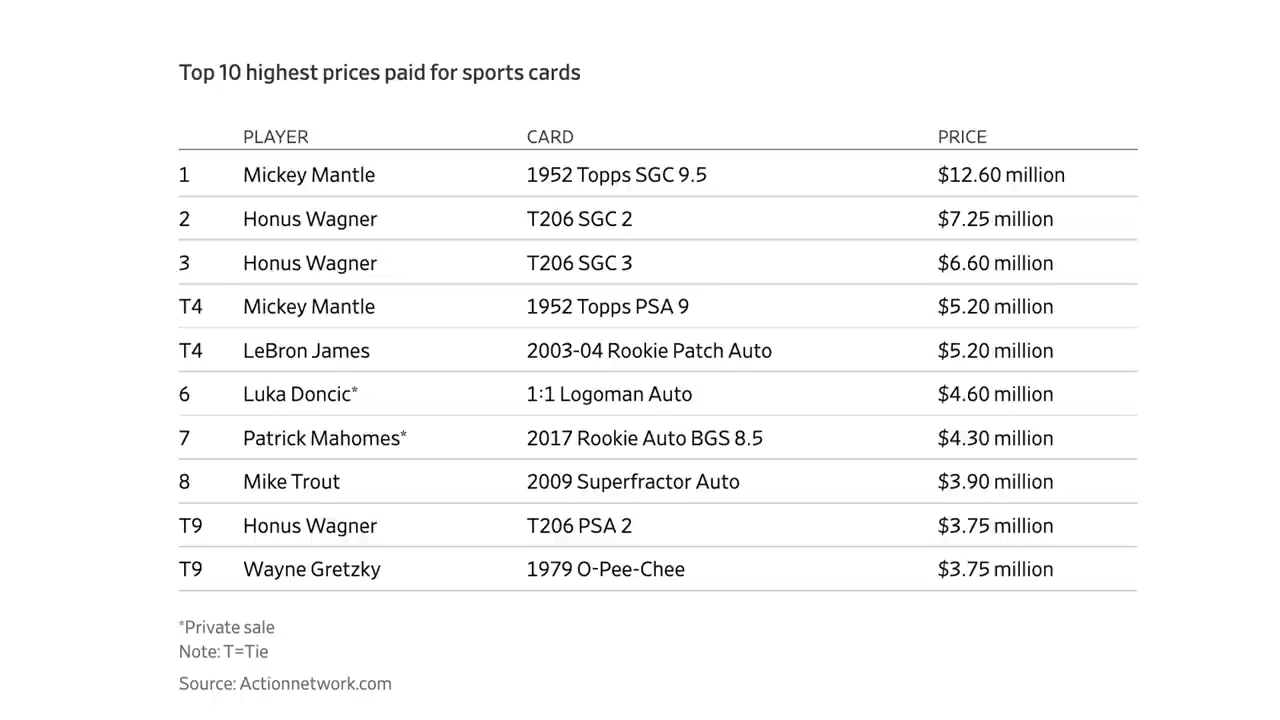 Top 10 highest prices paid for sports cards
PLAYER CARD PRICE
1 Mickey Mantle 1952 Topps SGC 9.5 $12.60 million
2 Honus Wagner T206 SGC 2 $7.25 million
3 Honus Wagner T206 SGC 3 $6.60 million
T4 Mickey Mantle 1952 Topps PSA 9 $5.20 million
T4 LeBron James 2003-04 Rookie Patch Auto $5.20 million
6 Luka Doncic* 1:1 Logoman Auto $4.60 million
7 Patrick Mahomes* 2017 Rookie Auto BGS 8.5 $4.30 million
8 Mike Trout 2009 Superfractor Auto $3.90 million
T9 Honus Wagner T206 PSA 2 $3.75 million
T9 Wayne Gretzky 1979 O-Pee-Chee $3.75 million
*Private sale
Note: T=Tie
Source: Actionnetwork.com